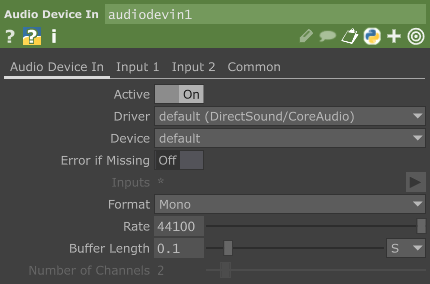 Audio Device In audiodevin1
? ? i
Audio Device In Input 1 Input 2 Common
Active On
Driver default (DirectSound/CoreAudio)
Device default
Error if Missing Off
Inputs *
Format Mono
Rate 44100
Buffer Length 0.1 S
Number of Channels 2